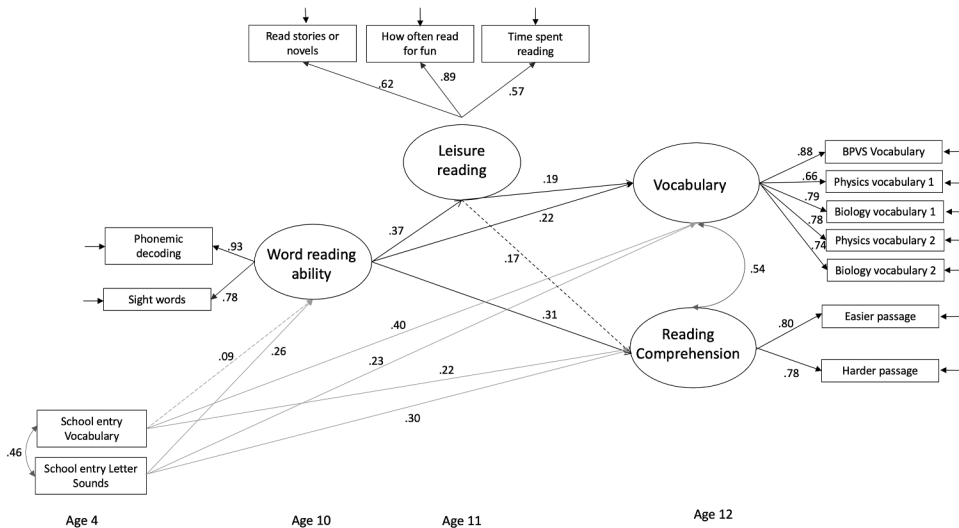 Read stories or
novels
How often read
for fun
Time spent
reading
.62
.89
.57
Leisure
reading
Vocabulary
.88
BPVS Vocabulary
.66
Physics vocabulary 1
.79
Biology vocabulary 1
.78
Physics vocabulary 2
.74
Biology vocabulary 2
.19
.22
.37
.17
Phonemic
decoding
.93
Word reading
ability
Sight words
.78
.54
.31
Reading
Comprehension
.80
Easier passage
.78
Harder passage
.40
.09
.26
.23
.22
.30
School entry
Vocabulary
.46
School entry Letter
Sounds
Age 4
Age 10
Age 11
Age 12